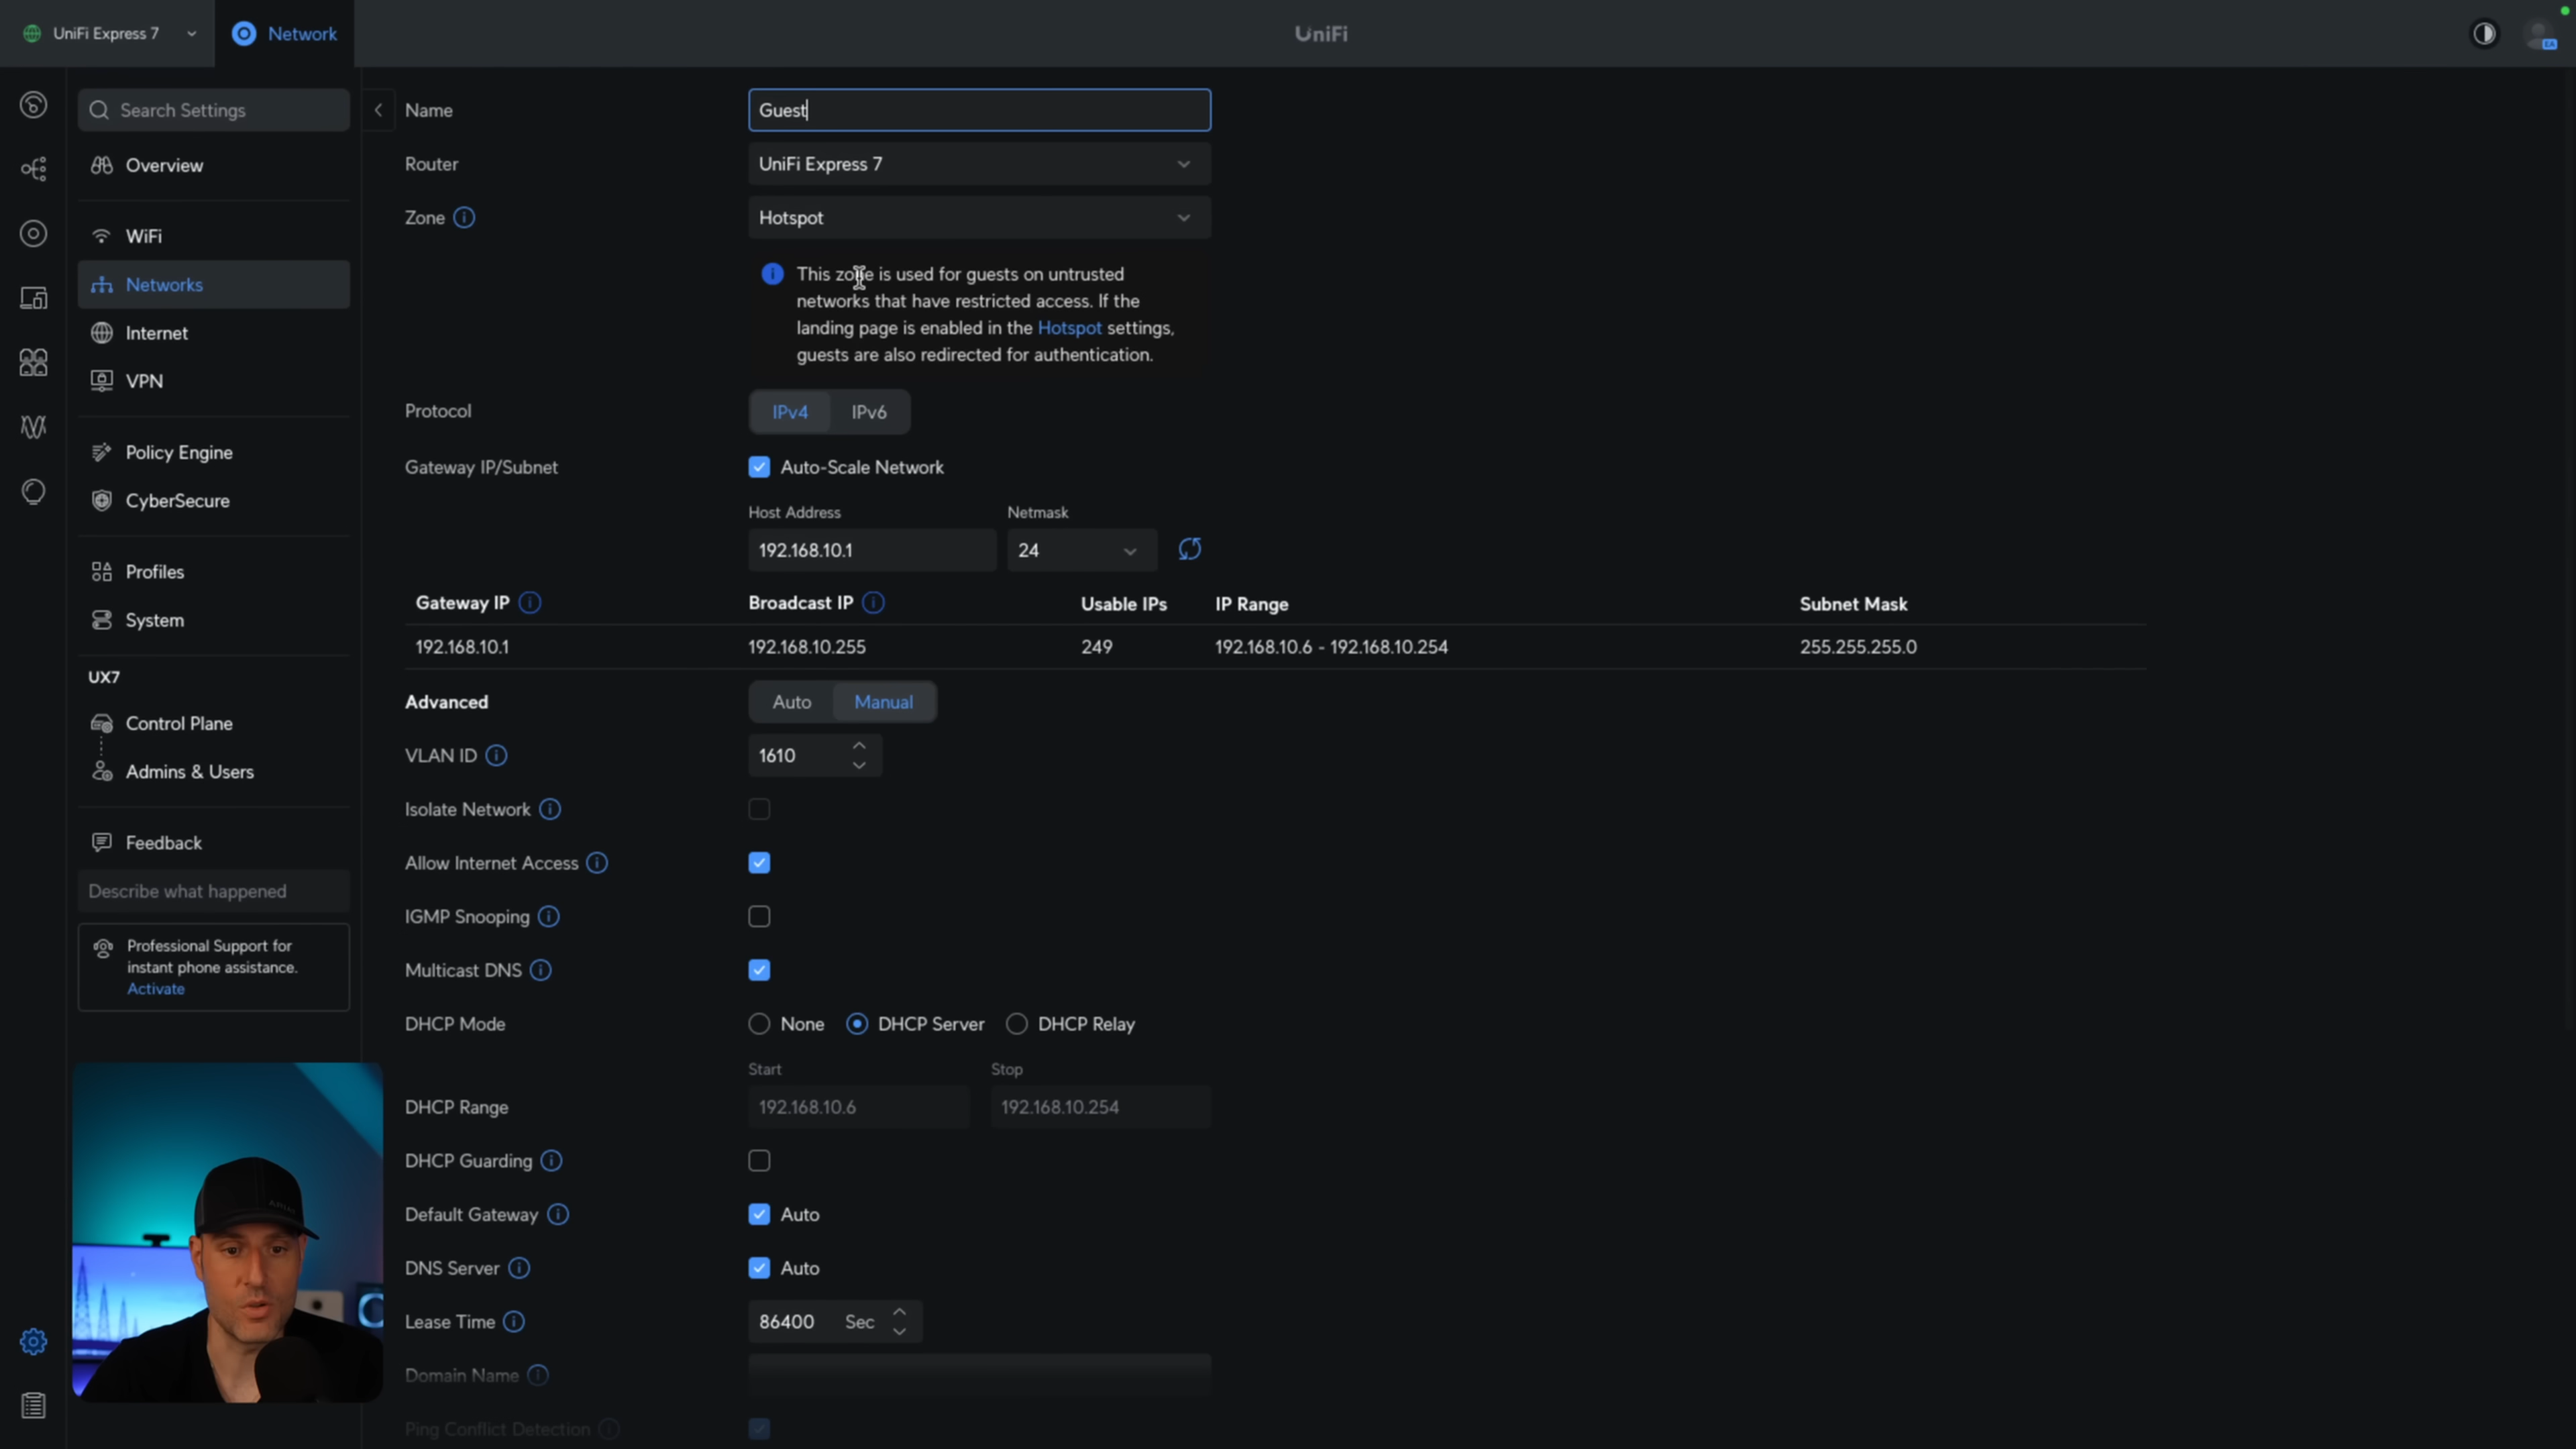 UniFi Express 7
Network
UniFi
EA
Search Settings
Overview
WiFi
Networks
Internet
VPN
Policy Engine
CyberSecure
Profiles
System
UX7
Control Plane
Admins & Users
Feedback
Describe what happened
Professional Support for
instant phone assistance.
Activate
Name Guest
Router UniFi Express 7
Zone Hotspot
This zone is used for guests on untrusted
networks that have restricted access. If the
landing page is enabled in the Hotspot settings,
guests are also redirected for authentication.
Protocol IPv4 IPv6
Gateway IP/Subnet Auto-Scale Network
Host Address Netmask
192.168.10.1 24
Gateway IP Broadcast IP Usable IPs IP Range Subnet Mask
192.168.10.1 192.168.10.255 249 192.168.10.6 - 192.168.10.254 255.255.255.0
Advanced Auto Manual
VLAN ID 1610
Isolate Network
Allow Internet Access
IGMP Snooping
Multicast DNS
DHCP Mode None DHCP Server DHCP Relay
Start Stop
DHCP Range 192.168.10.6 192.168.10.254
DHCP Guarding
Default Gateway Auto
DNS Server Auto
Lease Time 86400 Sec
Domain Name
Ping Conflict Detection